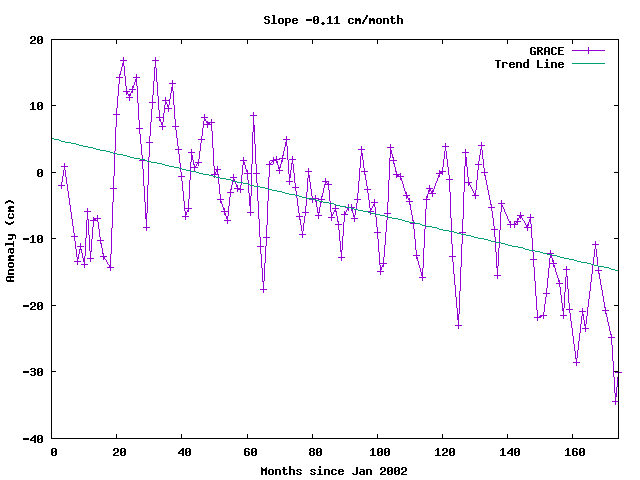 Slope -0.11 cm/month
GRACE
Trend Line
20
10
0
-10
-20
-30
-40
Anomaly (cm)
0 20 40 60 80 100 120 140 160
Months since Jan 2002